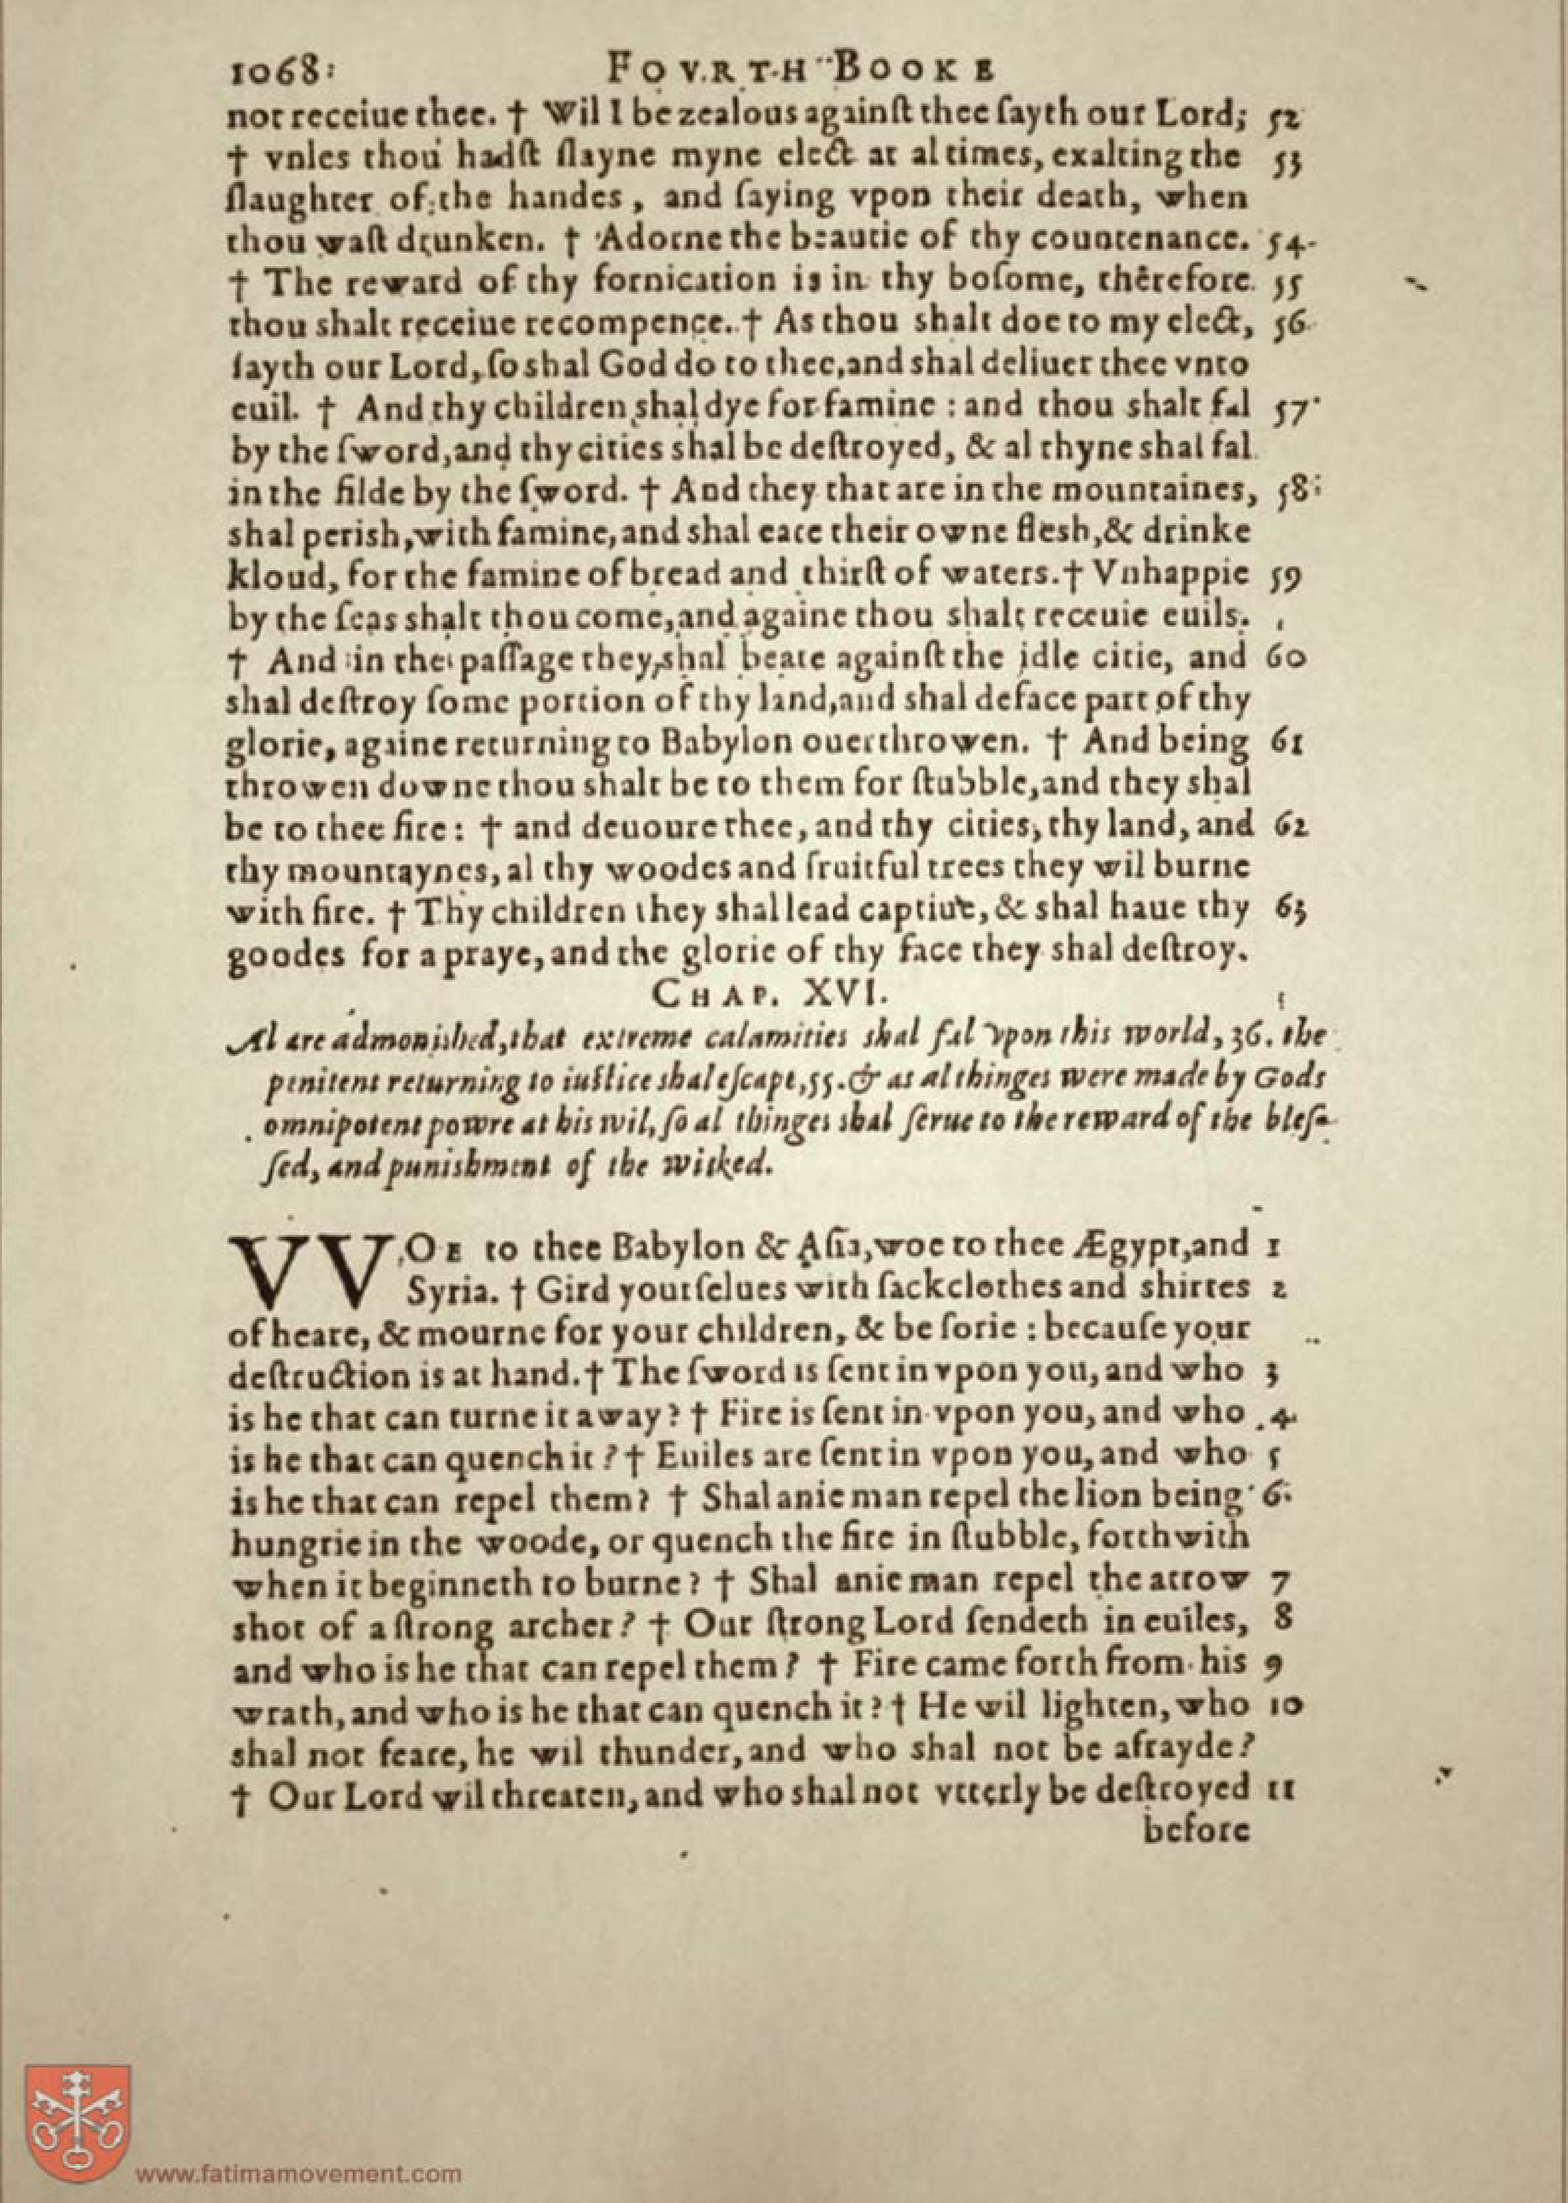 1068: FOVRTH BOOKE
not receiue thee. † Wil I be zealous againſt thee ſayth our Lord; 52
† vnles thou hadſt ſlayne myne elect at al times, exalting the 53
ſlaughter of the handes, and ſaying vpon their death, when
thou waſt drunken. † Adorne the beautie of thy countenance. 54
† The reward of thy fornication is in thy boſome, therefore 55
thou shalt receiue recompence. † As thou shalt doe to my elect, 56
ſayth our Lord, ſo shal God do to thee, and shal deliuer thee vnto
euil. † And thy children shal dye for famine : and thou shalt fal 57
by the ſword, and thy cities shal be deſtroyed, & al thyne shal fal
in the filde by the ſword. † And they that are in the mountaines, 58
shal perish, with famine, and shal eate their owne flesh, & drinke
kloud, for the famine of bread and thirſt of waters. † Vnhappie 59
by the ſeas shalt thou come, and againe thou shalt receuie euils.
† And in the paſſage they shal beate againſt the idle citie, and 60
shal deſtroy ſome portion of thy land, and shal deface part of thy
glorie, againe returning to Babylon ouerthrowen. † And being 61
throwen downe thou shalt be to them for ſtubble, and they shal
be to thee fire : † and deuoure thee, and thy cities, thy land, and 62
thy mountaynes, al thy woodes and fruitful trees they wil burne
with fire. † Thy children they shal lead captiue, & shal haue thy 63
goodes for a praye, and the glorie of thy face they shal deſtroy.
CHAP. XVI.
Al are admonished, that extreme calamities shal fal vpon this world, 36. the
penitent returning to iuſtice shal eſcape, 55. & as al thinges were made by Gods
omnipotent powre at his wil, ſo al thinges shal ſerue to the reward of the bleſ-
ſed, and punishment of the wicked.
VVOE to thee Babylon & Aſia, woe to thee Ægypt, and 1
Syria. † Gird yourſelues with ſackclothes and shirtes 2
of heare, & mourne for your children, & be ſorie : becauſe your
deſtruction is at hand. † The ſword is ſent in vpon you, and who 3
is he that can turne it away? † Fire is ſent in vpon you, and who 4
is he that can quench it? † Euiles are ſent in vpon you, and who 5
is he that can repel them? † Shal anie man repel the lion being 6
hungrie in the woode, or quench the fire in ſtubble, forthwith
when it beginneth to burne? † Shal anie man repel the arrow 7
shot of a ſtrong archer? † Our ſtrong Lord ſendeth in euiles, 8
and who is he that can repel them? † Fire came forth from his 9
wrath, and who is he that can quench it? † He wil lighten, who 10
shal not feare, he wil thunder, and who shal not be afrayde?
† Our Lord wil threaten, and who shal not vtterly be deſtroyed 11
before
www.fatimamovement.com